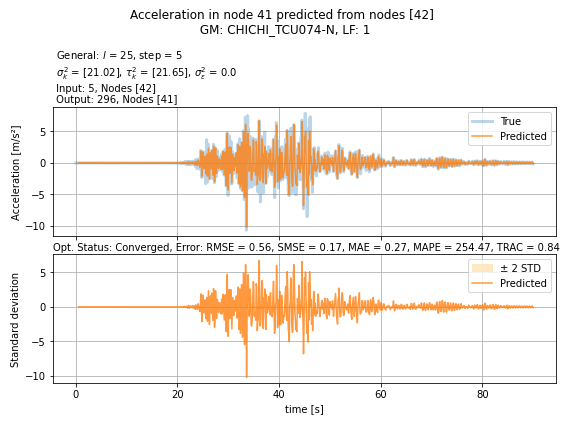 Acceleration in node 41 predicted from nodes [42]
GM: CHICHI_TCU074-N, LF: 1
General: l = 25, step = 5
σ²ₖ = [21.02], τ²ₖ = [21.65], σ²ₑ = 0.0
Input: 5, Nodes [42]
Output: 296, Nodes [41]
True
Predicted
Acceleration [m/s²]
5
0
−5
−10
Opt. Status: Converged, Error: RMSE = 0.56, SMSE = 0.17, MAE = 0.27, MAPE = 254.47, TRAC = 0.84
± 2 STD
Predicted
Standard deviation
5
0
−5
−10
0 20 40 60 80
time [s]